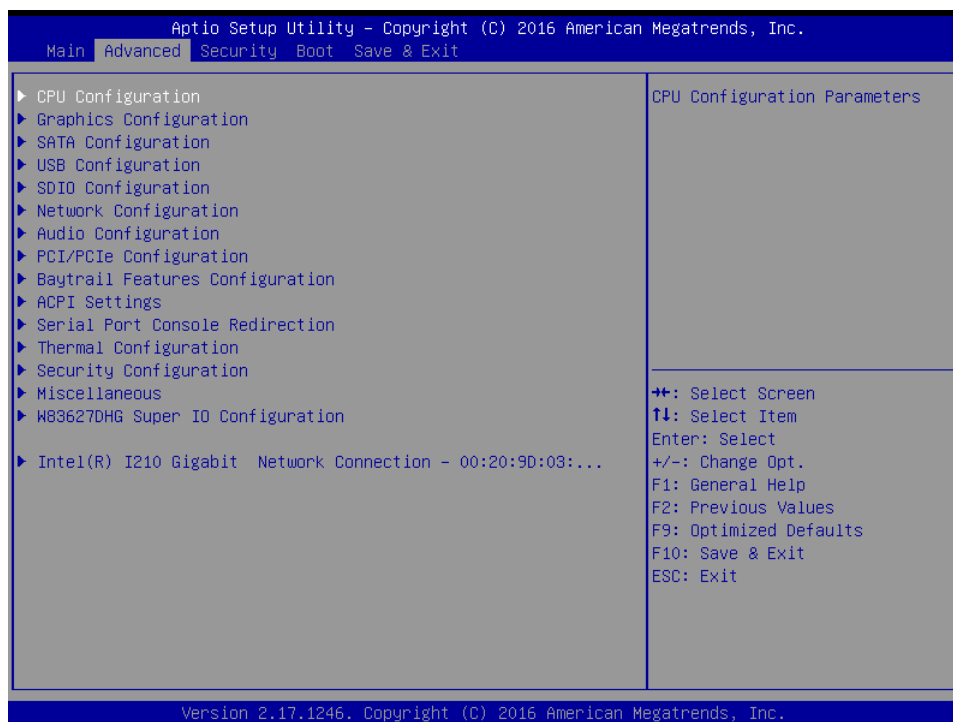 Aptio Setup Utility – Copyright (C) 2016 American Megatrends, Inc.
Main Advanced Security Boot Save & Exit
▶ CPU Configuration
▶ Graphics Configuration
▶ SATA Configuration
▶ USB Configuration
▶ SDIO Configuration
▶ Network Configuration
▶ Audio Configuration
▶ PCI/PCIe Configuration
▶ Baytrail Features Configuration
▶ ACPI Settings
▶ Serial Port Console Redirection
▶ Thermal Configuration
▶ Security Configuration
▶ Miscellaneous
▶ W83627DHG Super IO Configuration
▶ Intel(R) I210 Gigabit Network Connection – 00:20:9D:03:...
CPU Configuration Parameters
→←: Select Screen
↑↓: Select Item
Enter: Select
+/-: Change Opt.
F1: General Help
F2: Previous Values
F9: Optimized Defaults
F10: Save & Exit
ESC: Exit
Version 2.17.1246. Copyright (C) 2016 American Megatrends, Inc.